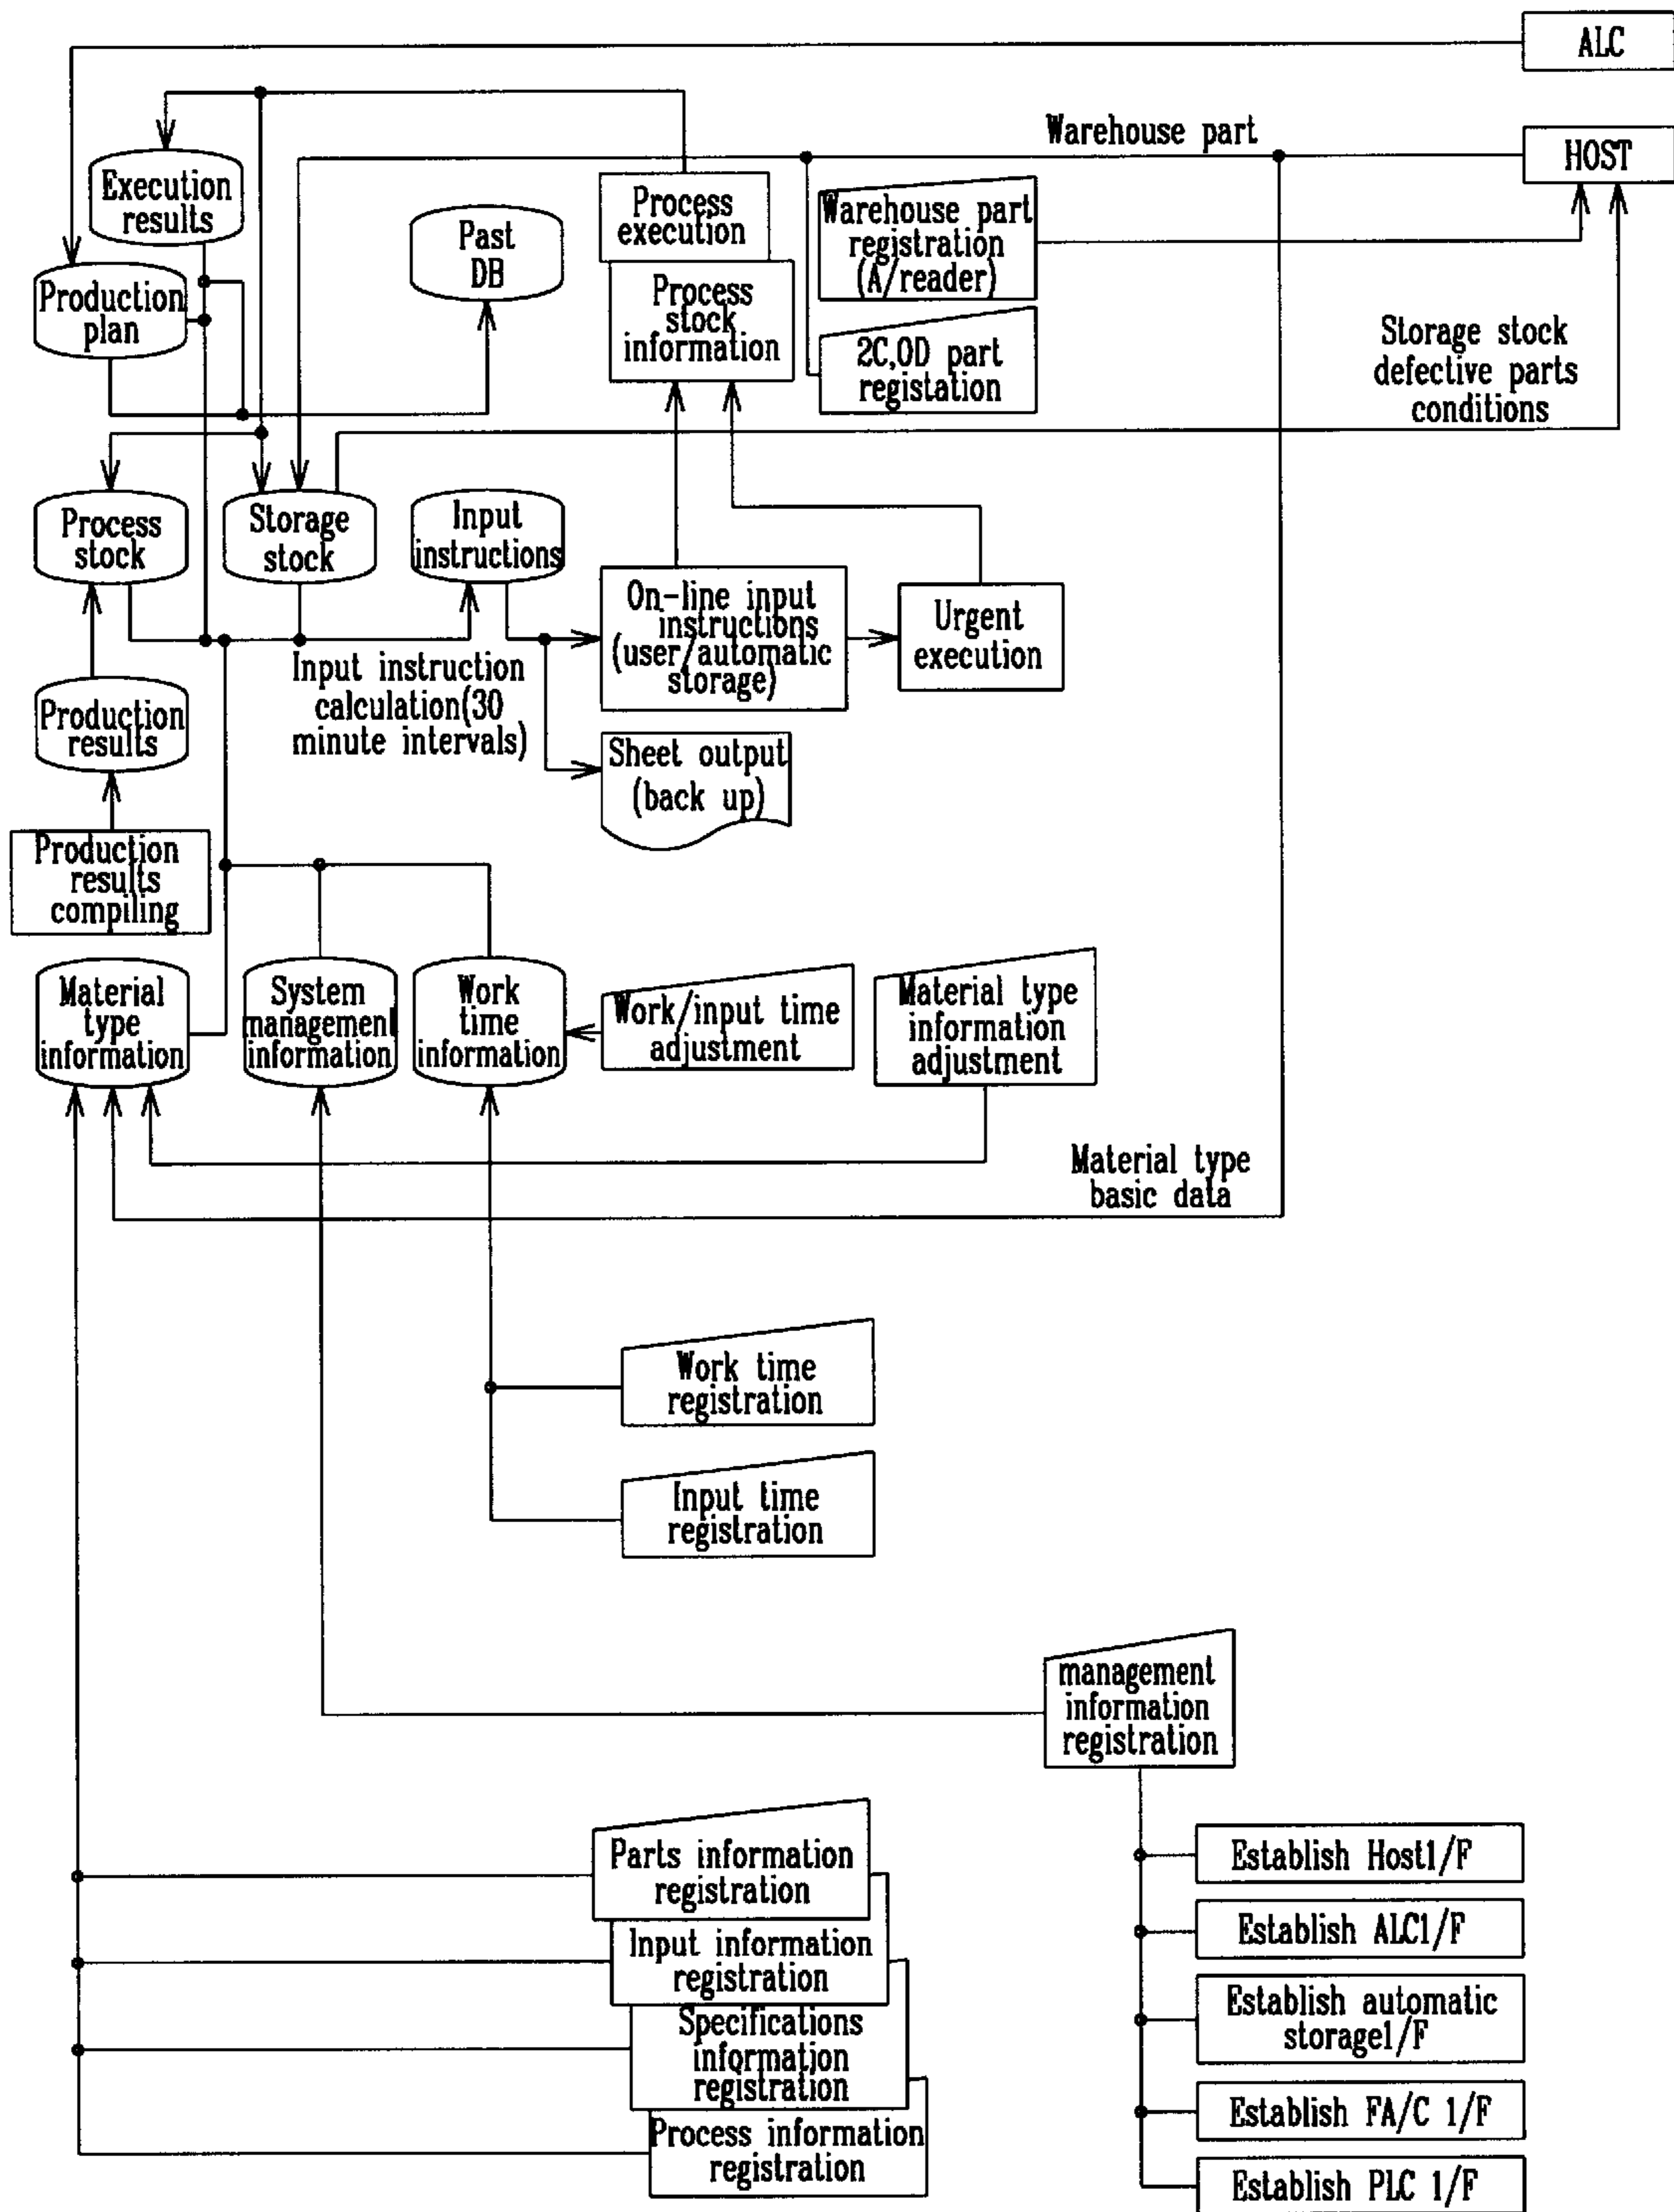 ALC
Warehouse part
HOST
Execution
results
Past
DB
Process
execution
Warehouse part
registration
(A/reader)
Production
plan
Process
stock
information
2C,OD part
registation
Storage stock
defective parts
conditions
Process
stock
Storage
stock
Input
instructions
On-line input
instructions
(user/automatic
storage)
Urgent
execution
Input instruction
calculation(30
minute intervals)
Production
results
Sheet output
(back up)
Production
results
compiling
Material
type
information
System
management
information
Work
time
information
Work/input time
adjustment
Material type
information
adjustment
Material type
basic data
Work time
registration
Input time
registration
management
information
registration
Parts information
registration
Input information
registration
Specifications
information
registration
Process information
registration
Establish Host1/F
Establish ALC1/F
Establish automatic
storage1/F
Establish FA/C 1/F
Establish PLC 1/F